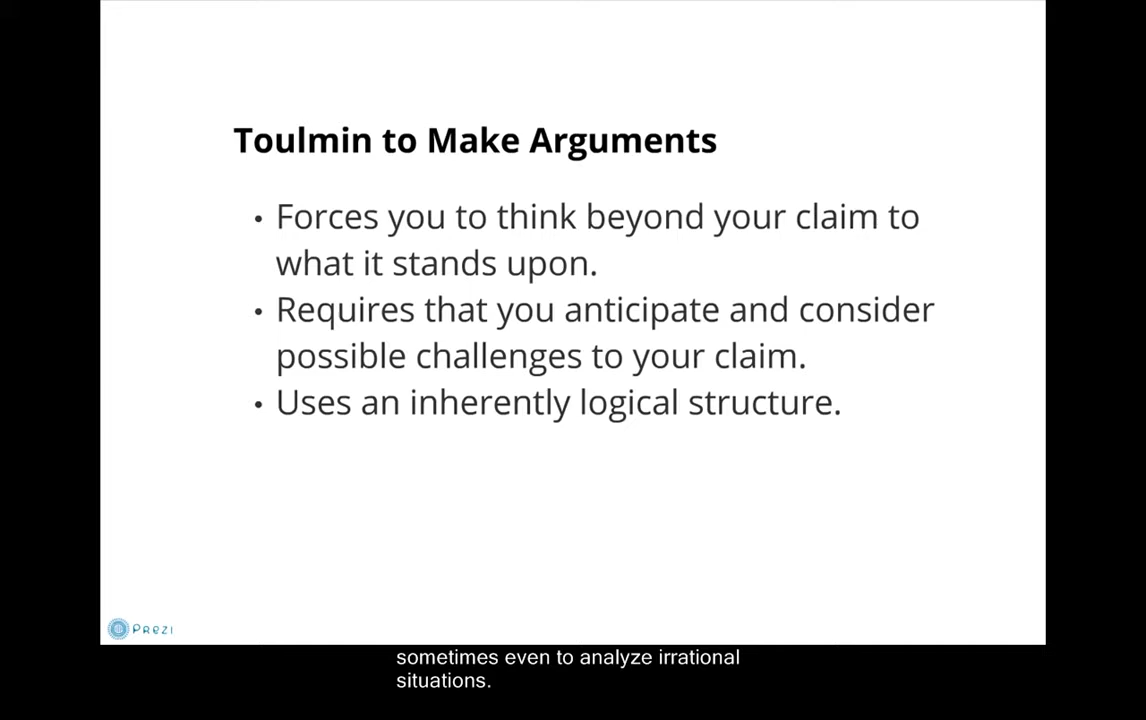 Toulmin to Make Arguments
• Forces you to think beyond your claim to
what it stands upon.
• Requires that you anticipate and consider
possible challenges to your claim.
• Uses an inherently logical structure.
Prezi
sometimes even to analyze irrational
situations.